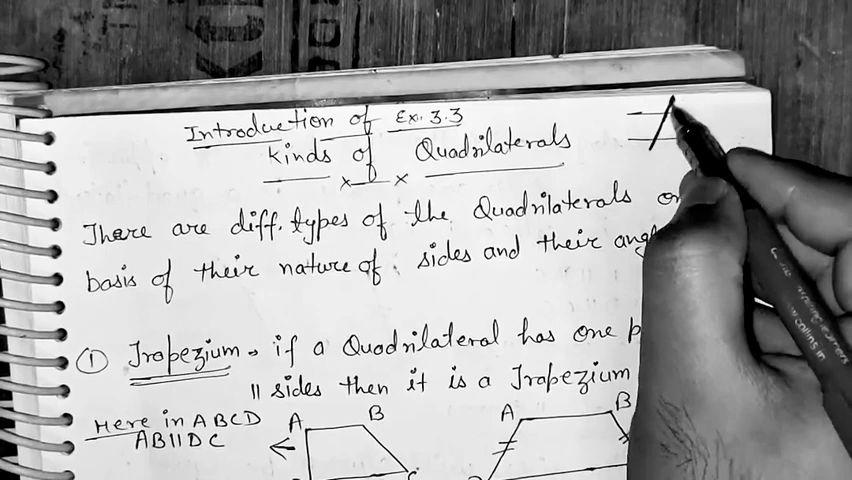 Introduction of Ex. 3.3
Kinds of Quadrilaterals
There are diff. types of the Quadrilaterals on
basis of their nature of sides and their
① Trapezium → if a Quadrilateral has one
|| sides then it is a Trapezium
Here in ABCD
AB||DC
A B
A B